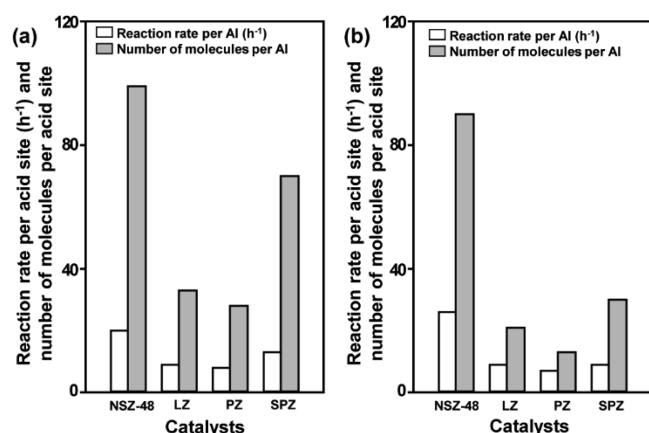 (a)
Reaction rate per Al (h⁻¹)
Number of molecules per Al
Reaction rate per acid site (h⁻¹) and
number of molecules per acid site
120
80
40
0
NSZ-48 LZ PZ SPZ
Catalysts
(b)
Reaction rate per Al (h⁻¹)
Number of molecules per Al
Reaction rate per acid site (h⁻¹) and
number of molecules per acid site
120
80
40
0
NSZ-48 LZ PZ SPZ
Catalysts